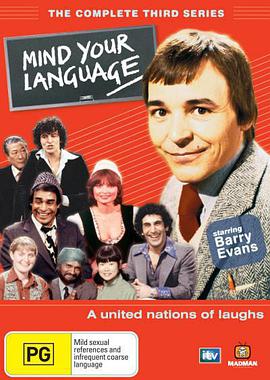 THE COMPLETE THIRD SERIES
MIND YOUR
LANGUAGE
starring
Barry
Evans
A united nations of laughs
PG
Mild sexual
references and
infrequent coarse
language
itv
MADMAN